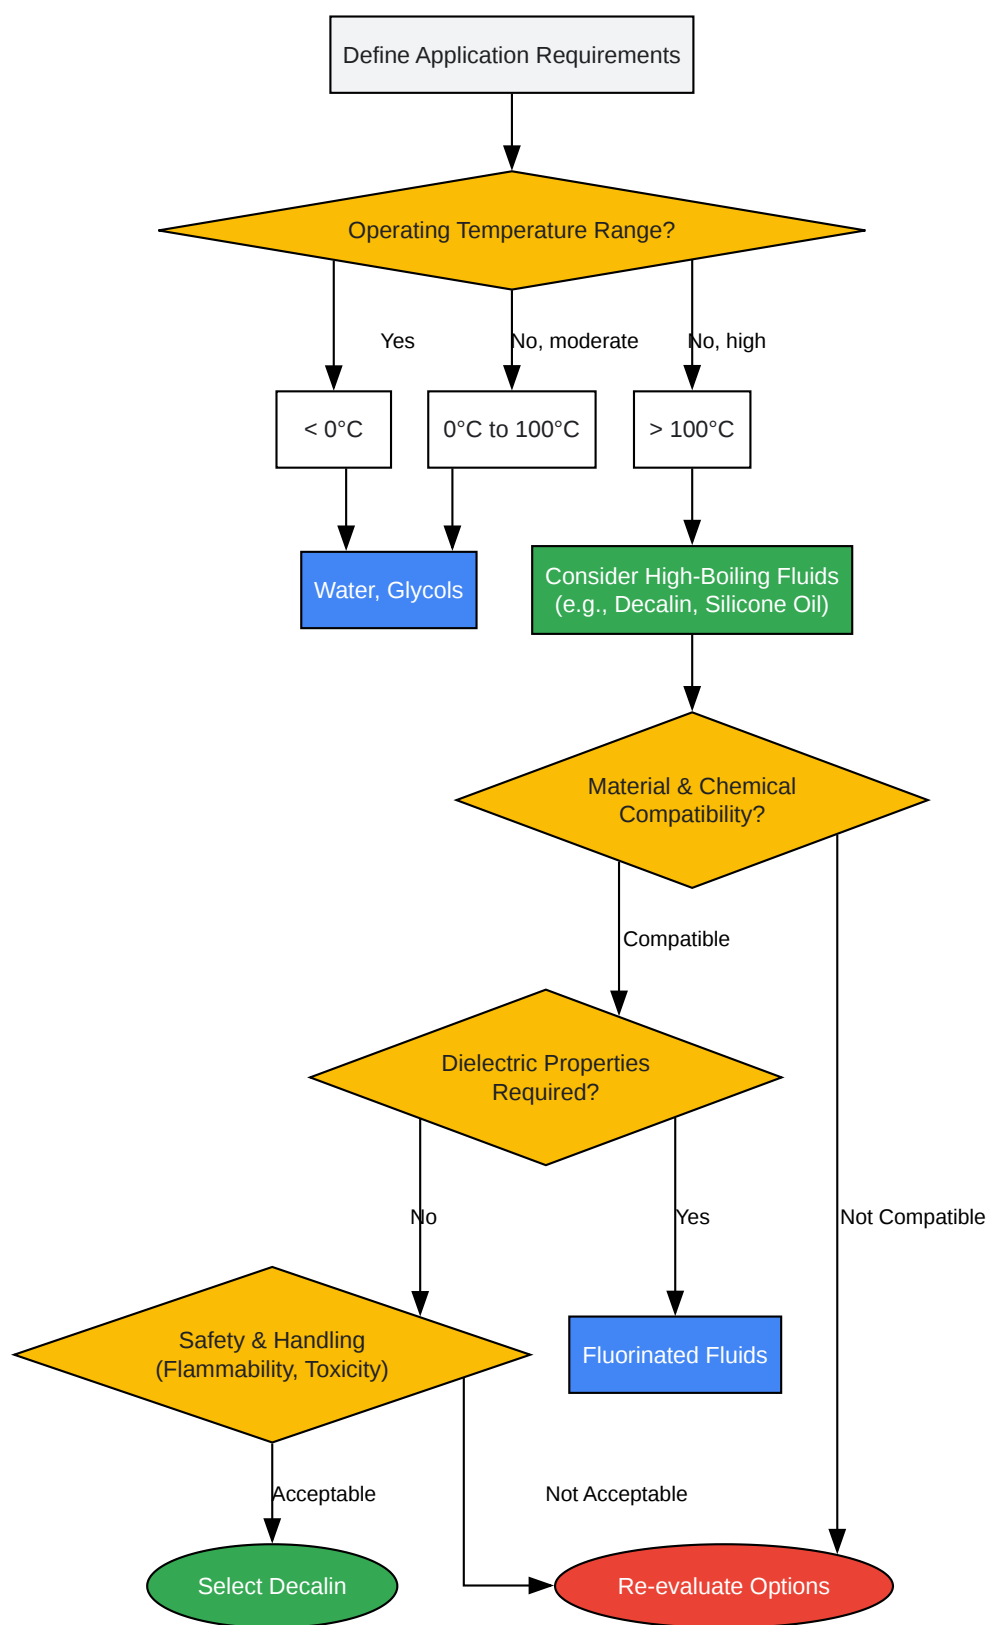 Define Application Requirements
Operating Temperature Range?
Yes
No, moderate
No, high
< 0°C
0°C to 100°C
> 100°C
Water, Glycols
Consider High-Boiling Fluids
(e.g., Decalin, Silicone Oil)
Material & Chemical
Compatibility?
Compatible
Dielectric Properties
Required?
No
Yes
Not Compatible
Safety & Handling
(Flammability, Toxicity)
Fluorinated Fluids
Acceptable
Not Acceptable
Select Decalin
Re-evaluate Options